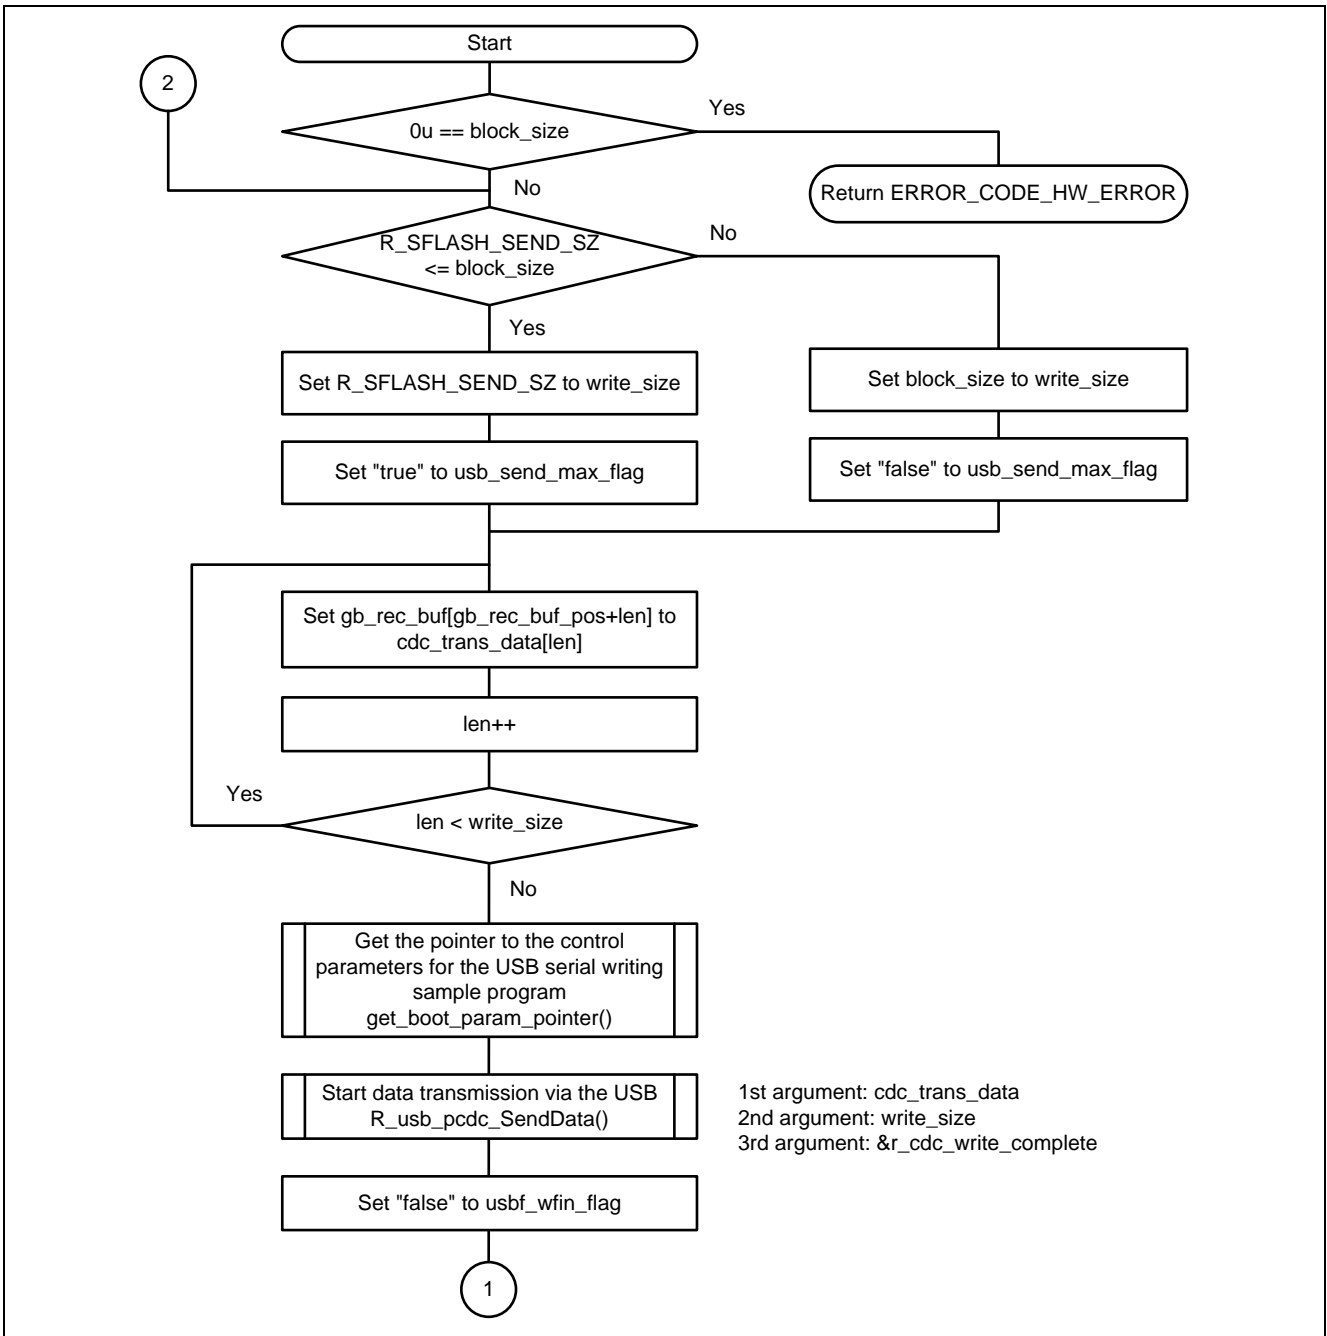 Start
2
0u == block_size
Yes
Return ERROR_CODE_HW_ERROR
No
R_SFLASH_SEND_SZ
<= block_size
No
Yes
Set R_SFLASH_SEND_SZ to write_size
Set block_size to write_size
Set "true" to usb_send_max_flag
Set "false" to usb_send_max_flag
Set gb_rec_buf[gb_rec_buf_pos+len] to
cdc_trans_data[len]
len++
Yes
len < write_size
No
Get the pointer to the control
parameters for the USB serial writing
sample program
get_boot_param_pointer()
Start data transmission via the USB
R_usb_pcdc_SendData()
1st argument: cdc_trans_data
2nd argument: write_size
3rd argument: &r_cdc_write_complete
Set "false" to usbf_wfin_flag
1